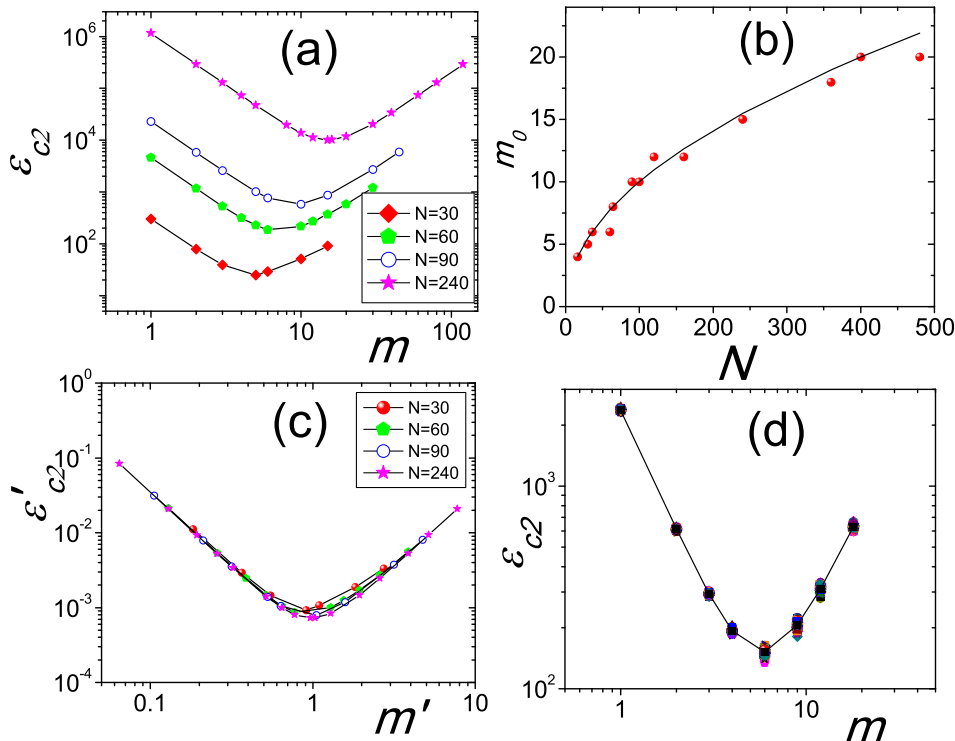 (a)
10^6
10^4
10^2
ε_c2
1
10
100
m
N=30
N=60
N=90
N=240
(b)
20
15
10
5
0
m_0
0
100
200
300
400
500
N
(c)
10^0
10^-1
10^-2
10^-3
10^-4
ε'_c2
0.1
1
10
m'
N=30
N=60
N=90
N=240
(d)
10^3
10^2
ε_c2
1
10
m